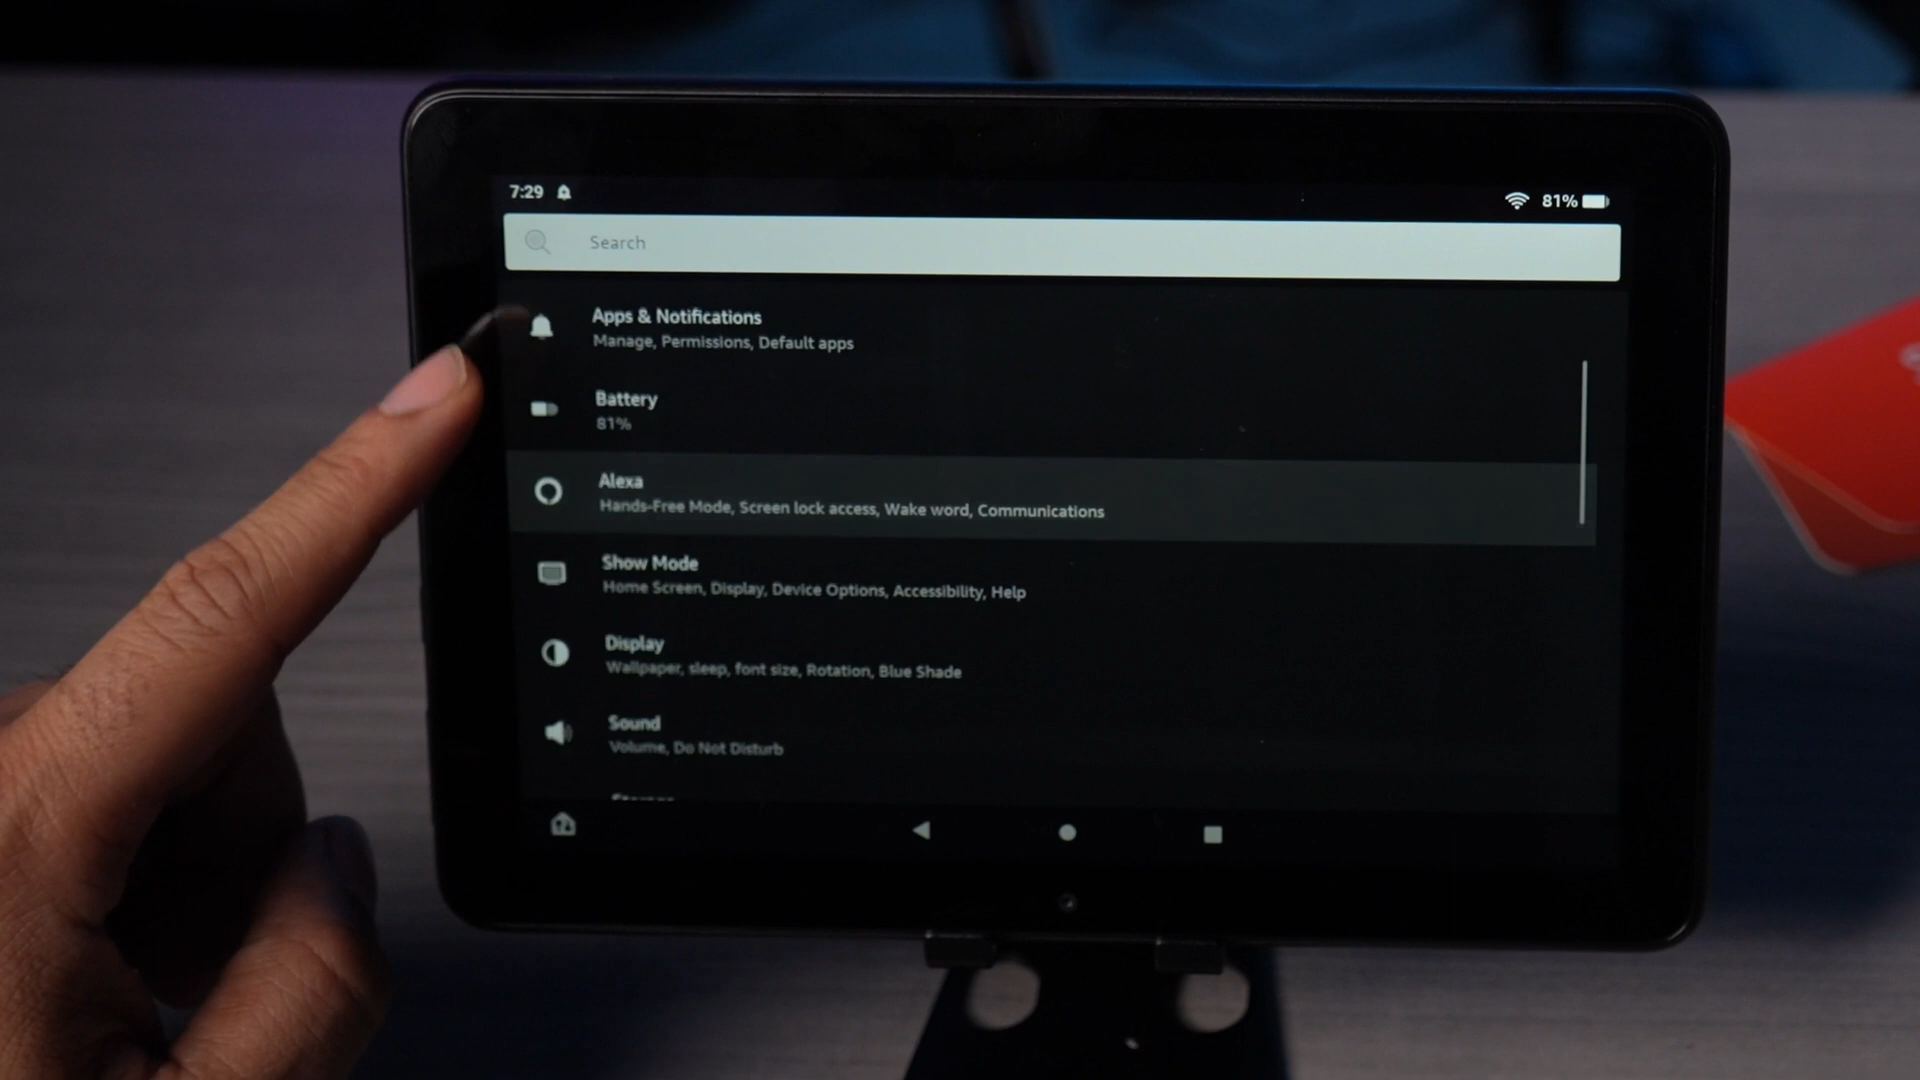 7:29
81%
Search
Apps & Notifications
Manage, Permissions, Default apps
Battery
81%
Alexa
Hands-Free Mode, Screen lock access, Wake word, Communications
Show Mode
Home Screen, Display, Device Options, Accessibility, Help
Display
Wallpaper, sleep, font size, Rotation, Blue Shade
Sound
Volume, Do Not Disturb